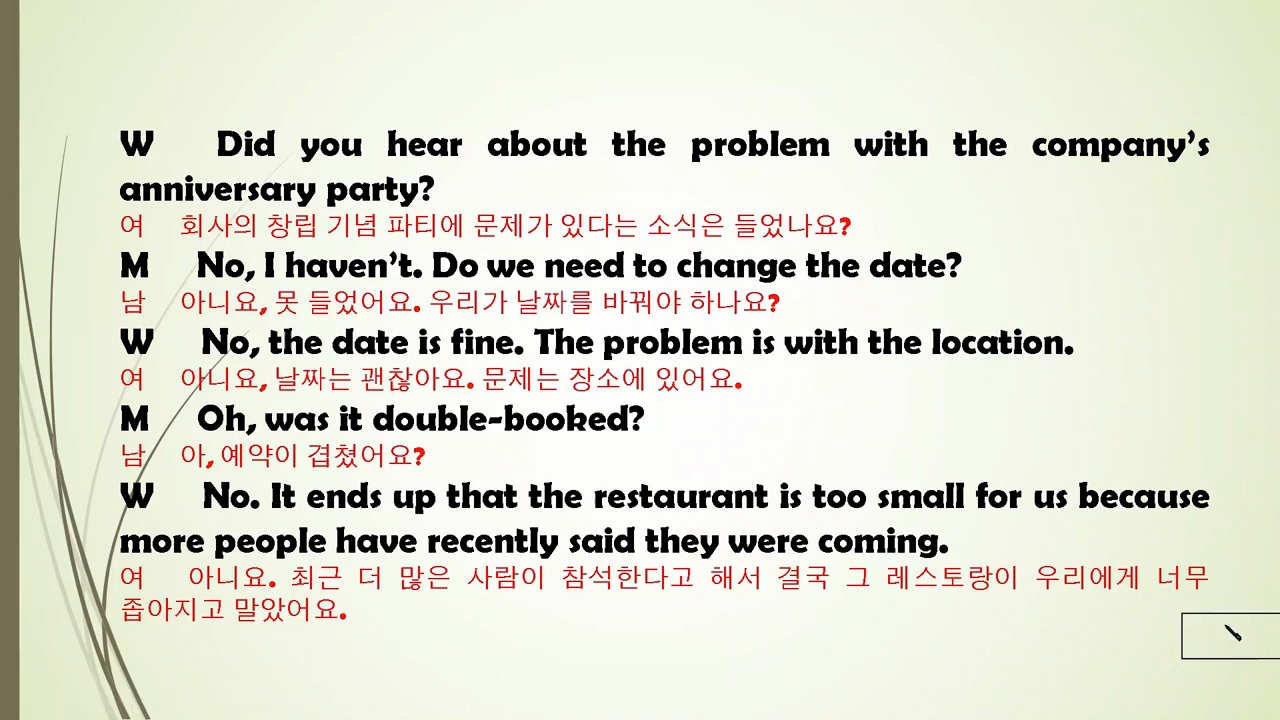 W Did you hear about the problem with the company’s
anniversary party?
여 회사의 창립 기념 파티에 문제가 있다는 소식은 들었나요?
M No, I haven’t. Do we need to change the date?
남 아니요, 못 들었어요. 우리가 날짜를 바꿔야 하나요?
W No, the date is fine. The problem is with the location.
여 아니요, 날짜는 괜찮아요. 문제는 장소에 있어요.
M Oh, was it double-booked?
남 아, 예약이 겹쳤어요?
W No. It ends up that the restaurant is too small for us because
more people have recently said they were coming.
여 아니요. 최근 더 많은 사람이 참석한다고 해서 결국 그 레스토랑이 우리에게 너무
좁아지고 말았어요.